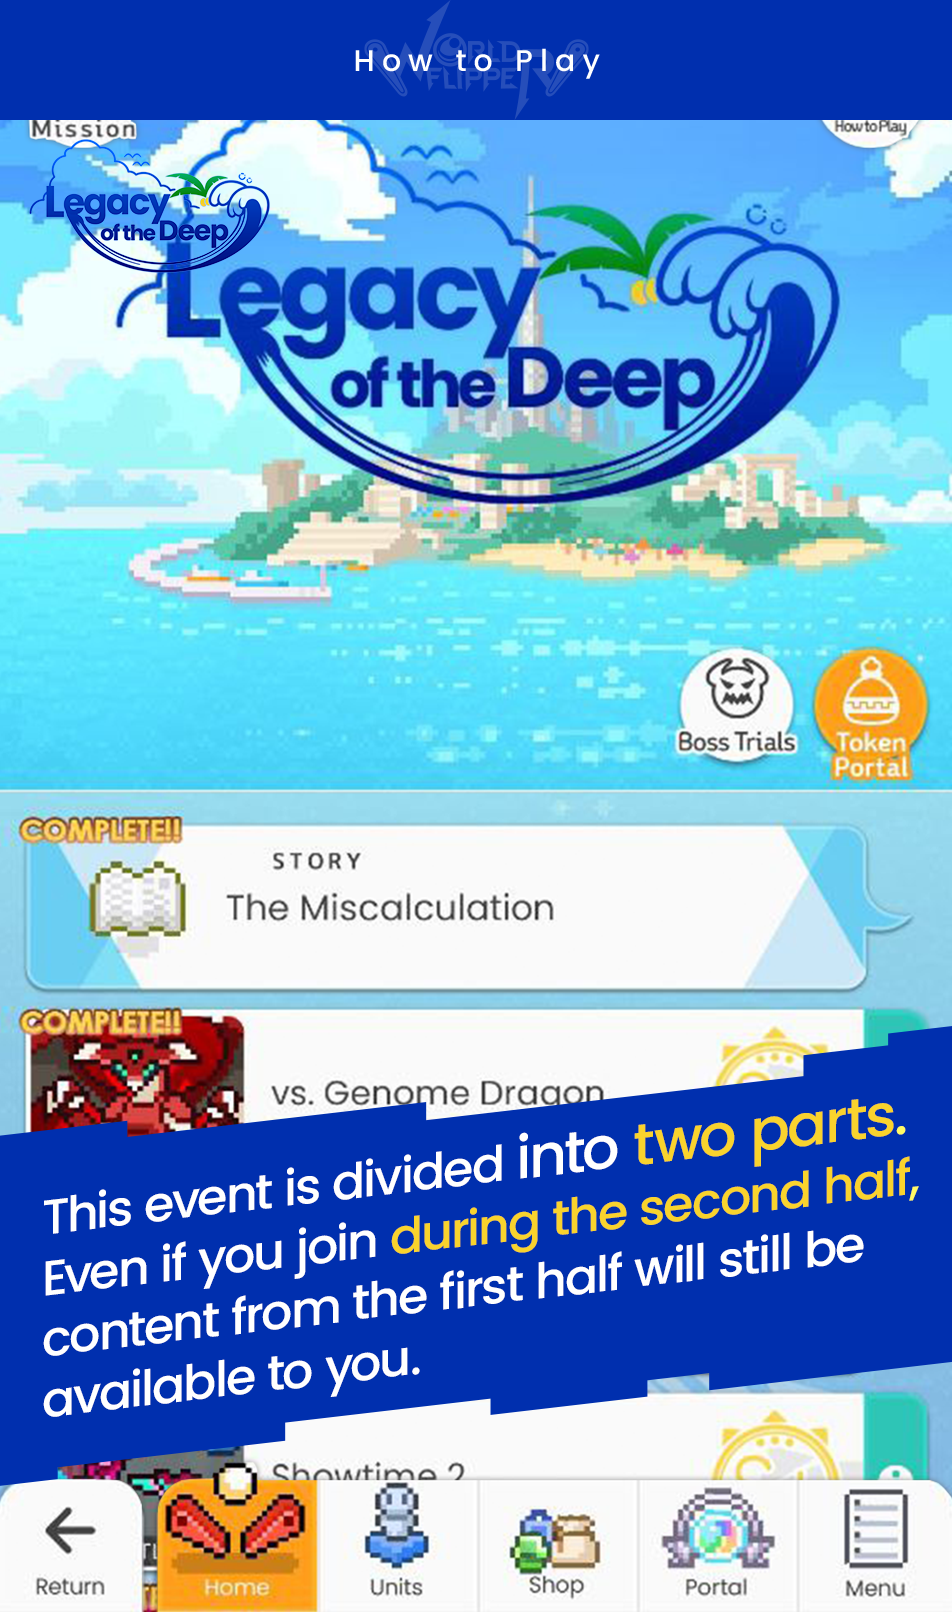 How to Play
WORLD
FLIPPER
Mission
How to Play
Legacy
of the Deep
Legacy
of the Deep
Boss Trials
Token
Portal
COMPLETE!!
STORY
The Miscalculation
COMPLETE!!
vs. Genome Dragon
This event is divided into two parts.
Even if you join during the second half,
content from the first half will still be
available to you.
Showtime 2
Return
Home
Units
Shop
Portal
Menu